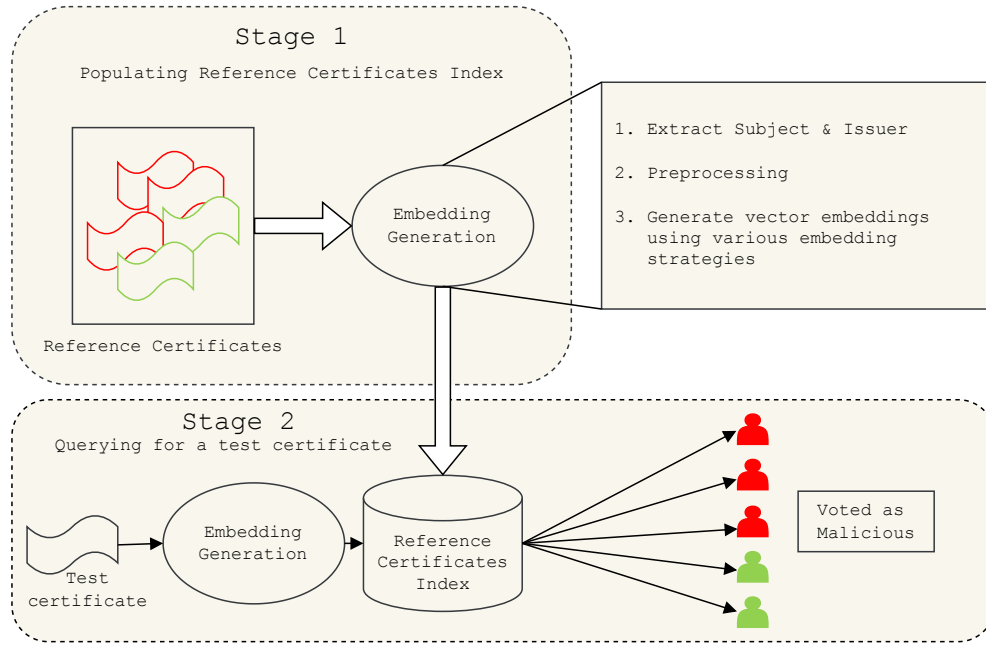 Stage 1
Populating Reference Certificates Index
1. Extract Subject & Issuer
2. Preprocessing
3. Generate vector embeddings
using various embedding
strategies
Embedding
Generation
Reference Certificates
Stage 2
Querying for a test certificate
Test
certificate
Embedding
Generation
Reference
Certificates
Index
Voted as
Malicious